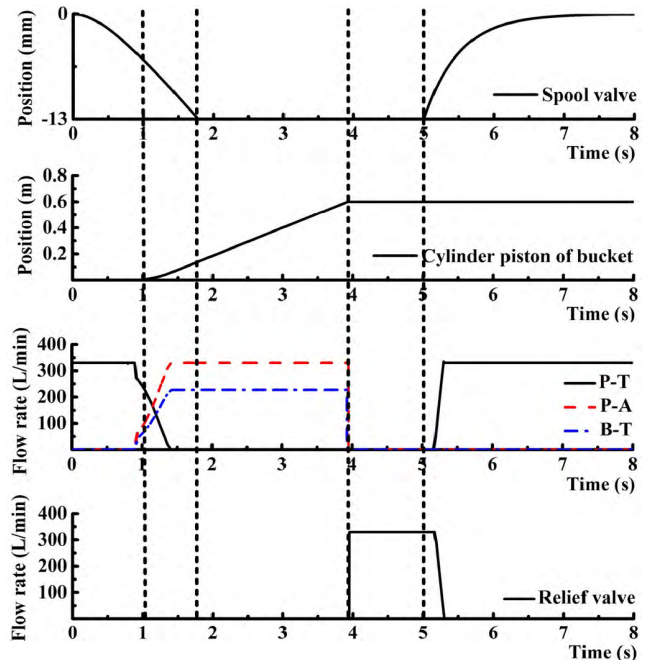 Position (mm)
0
-13
Spool valve
0 1 2 3 4 5 6 7 8
Time (s)
Position (m)
0.6
0.4
0.2
Cylinder piston of bucket
0 1 2 3 4 5 6 7 8
Time (s)
Flow rate (L/min)
400
300
200
100
P-T
P-A
B-T
0 1 2 3 4 5 6 7 8
Time (s)
Flow rate (L/min)
400
300
200
100
Relief valve
0 1 2 3 4 5 6 7 8
Time (s)